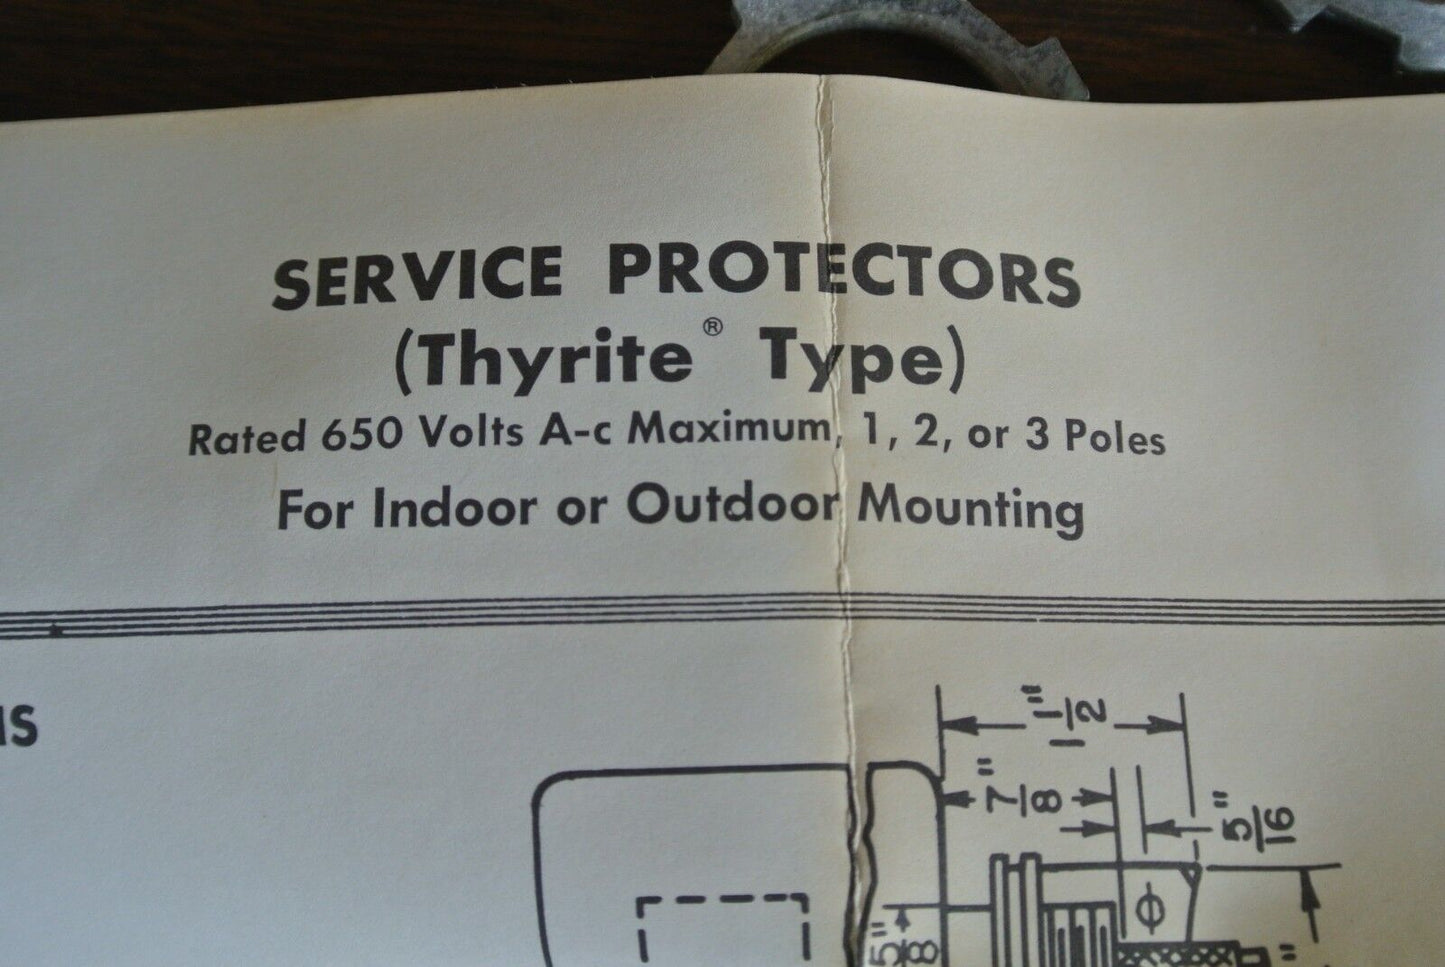 SERVICE PROTECTORS
(Thyrite® Type)
Rated 650 Volts A-c Maximum, 1, 2, or 3 Poles
For Indoor or Outdoor Mounting
NS
1 1/2"
7/8"
5/16"
5/8"